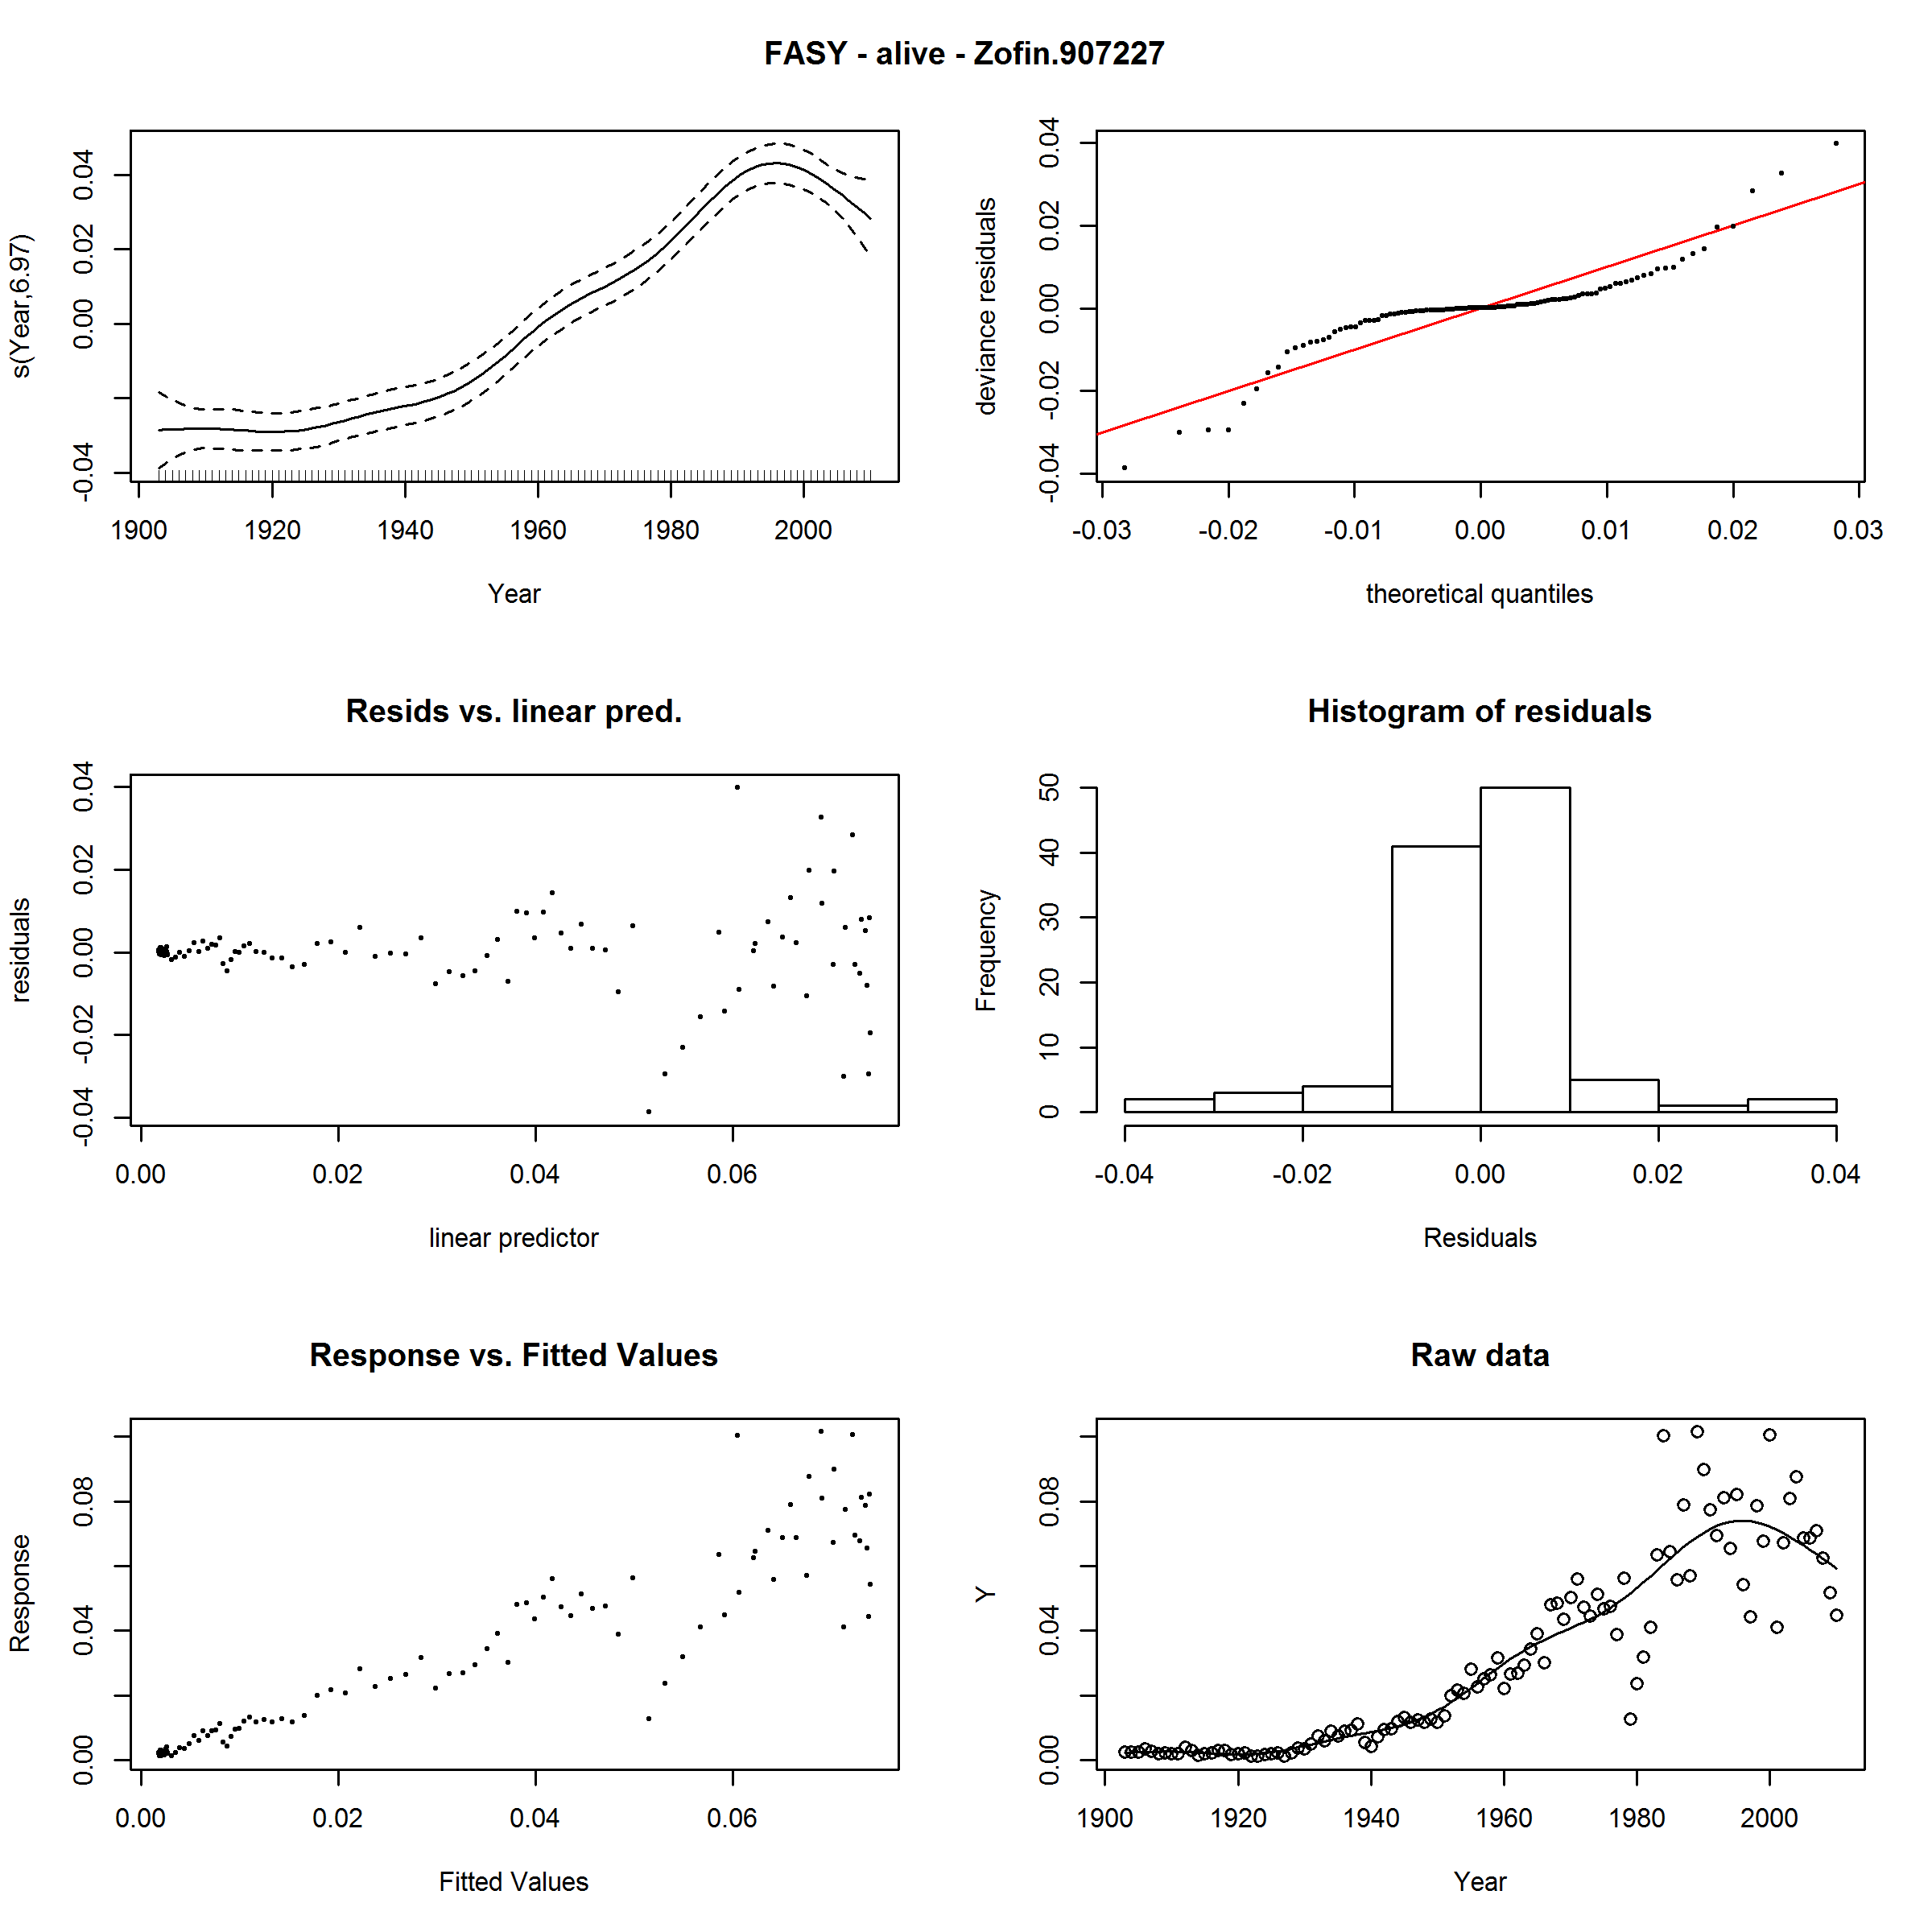 FASY - alive - Zofin.907227
s(Year,6.97)
-0.04 0.00 0.02 0.04
1900 1920 1940 1960 1980 2000
Year
deviance residuals
-0.04 -0.02 0.00 0.02 0.04
-0.03 -0.02 -0.01 0.00 0.01 0.02 0.03
theoretical quantiles
Resids vs. linear pred.
residuals
-0.04 -0.02 0.00 0.02 0.04
0.00 0.02 0.04 0.06
linear predictor
Histogram of residuals
Frequency
0 10 20 30 40 50
-0.04 -0.02 0.00 0.02 0.04
Residuals
Response vs. Fitted Values
Response
0.00 0.04 0.08
0.00 0.02 0.04 0.06
Fitted Values
Raw data
Y
0.00 0.04 0.08
1900 1920 1940 1960 1980 2000
Year